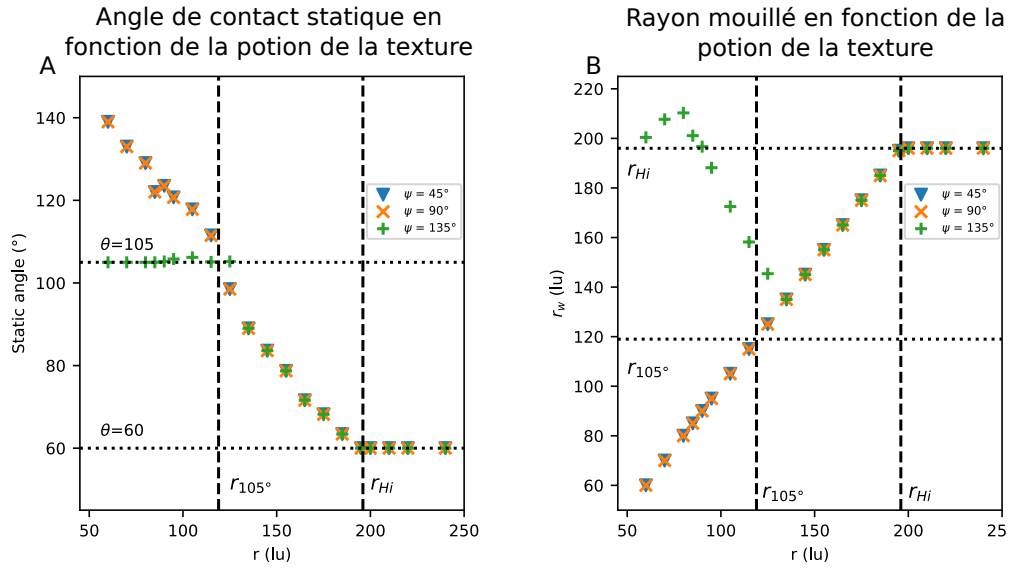 Angle de contact statique en
fonction de la potion de la texture
A
140
120
100
80
60
Static angle (°)
θ=105
θ=60
ψ = 45°
ψ = 90°
ψ = 135°
r105°
rHi
50
100
150
200
250
r (lu)
Rayon mouillé en fonction de la
potion de la texture
B
220
200
180
160
140
120
100
80
60
rw (lu)
rHi
r105°
ψ = 45°
ψ = 90°
ψ = 135°
r105°
rHi
50
100
150
200
25
r (lu)